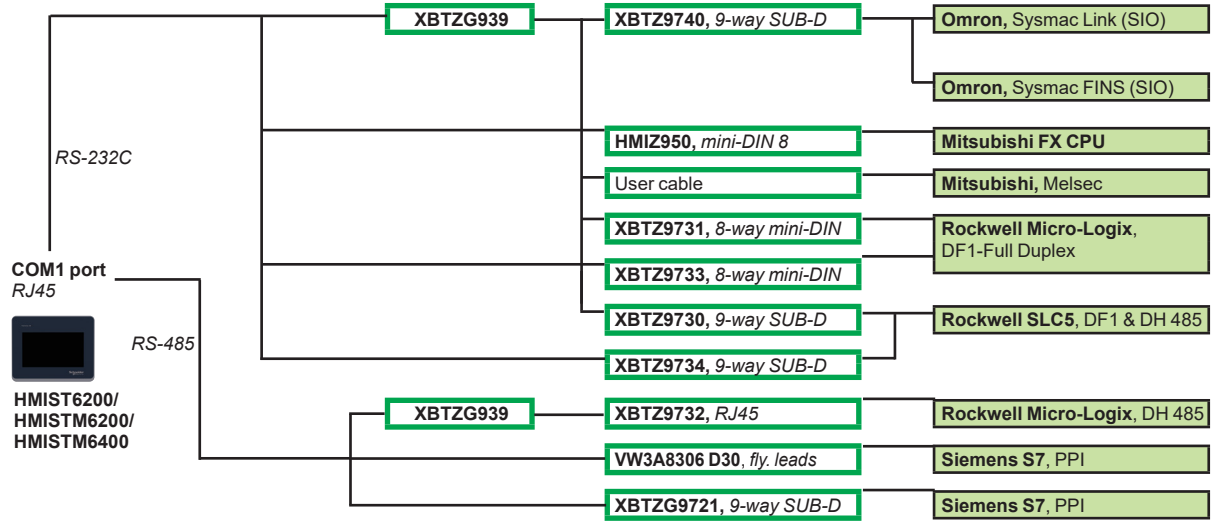 XBTZG939
XBTZ9740, 9-way SUB-D
Omron, Sysmac Link (SIO)
Omron, Sysmac FINS (SIO)
RS-232C
HMIZ950, mini-DIN 8
Mitsubishi FX CPU
User cable
Mitsubishi, Melsec
XBTZ9731, 8-way mini-DIN
Rockwell Micro-Logix,
DF1-Full Duplex
COM1 port
RJ45
XBTZ9733, 8-way mini-DIN
XBTZ9730, 9-way SUB-D
Rockwell SLC5, DF1 & DH 485
RS-485
XBTZ9734, 9-way SUB-D
HMIST6200/
HMISTM6200/
HMISTM6400
XBTZG939
XBTZ9732, RJ45
Rockwell Micro-Logix, DH 485
VW3A8306 D30, fly. leads
Siemens S7, PPI
XBTZG9721, 9-way SUB-D
Siemens S7, PPI